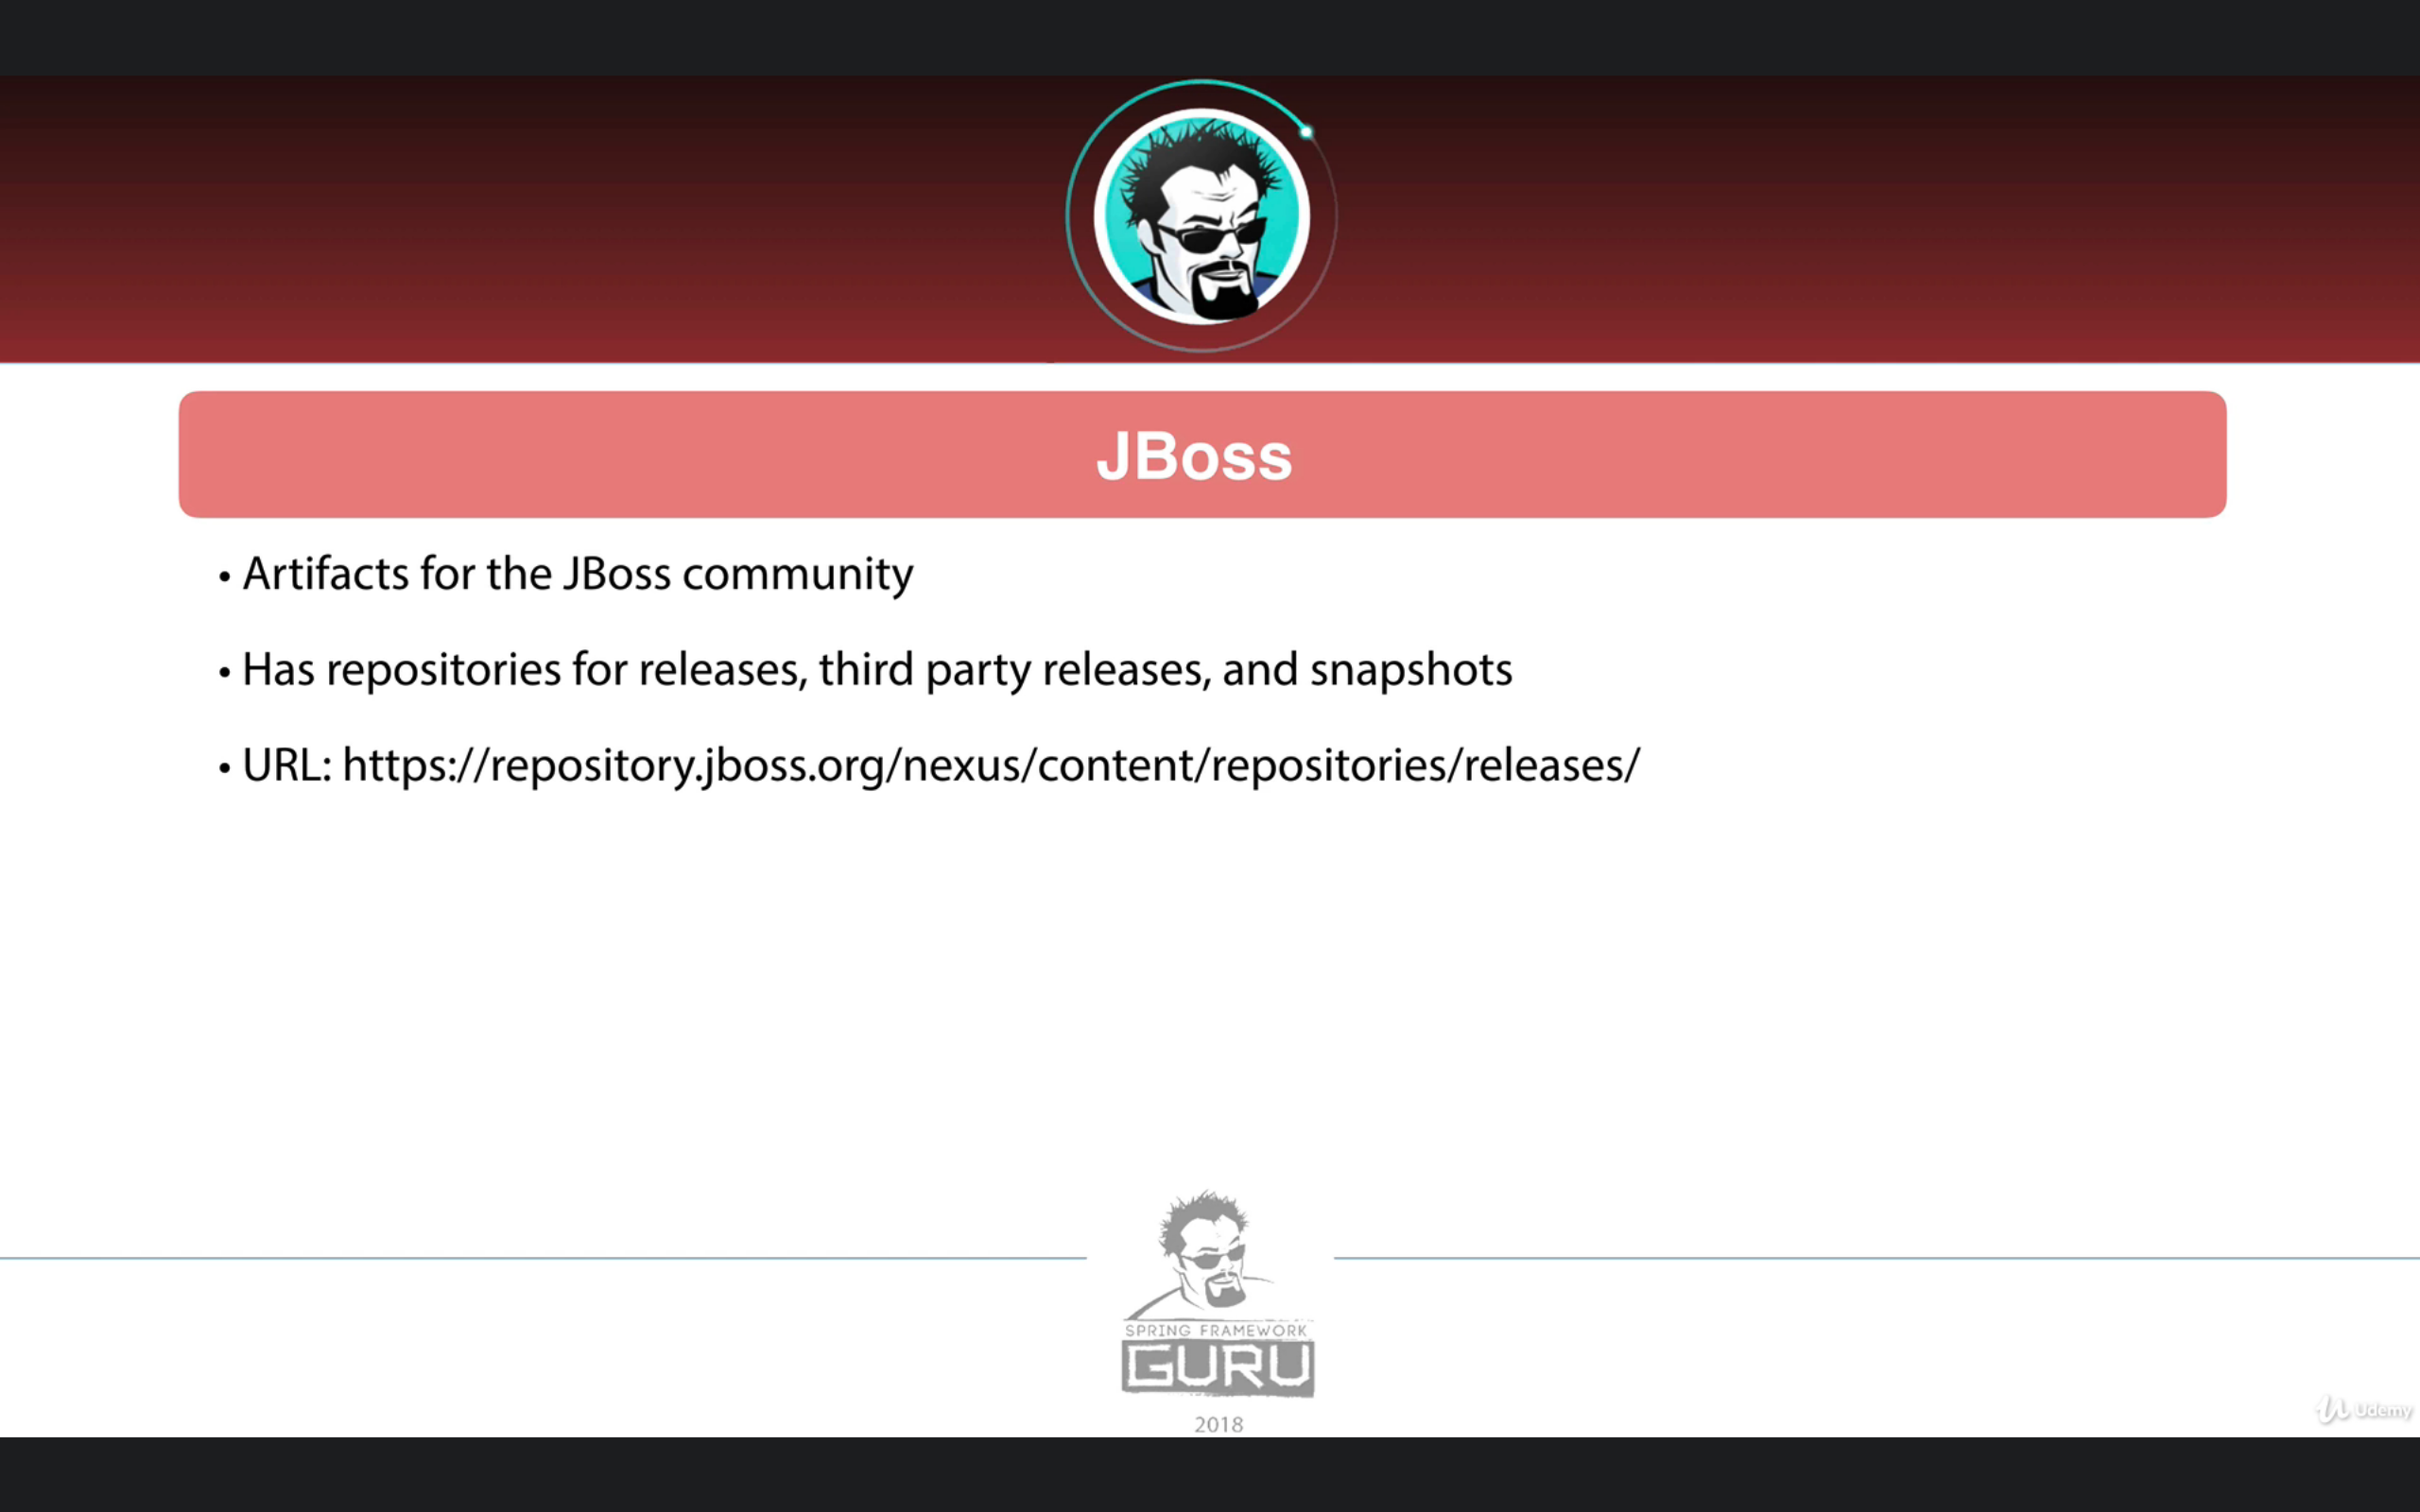 JBoss
• Artifacts for the JBoss community
• Has repositories for releases, third party releases, and snapshots
• URL: https://repository.jboss.org/nexus/content/repositories/releases/
SPRING FRAMEWORK
GURU
2018
Udemy